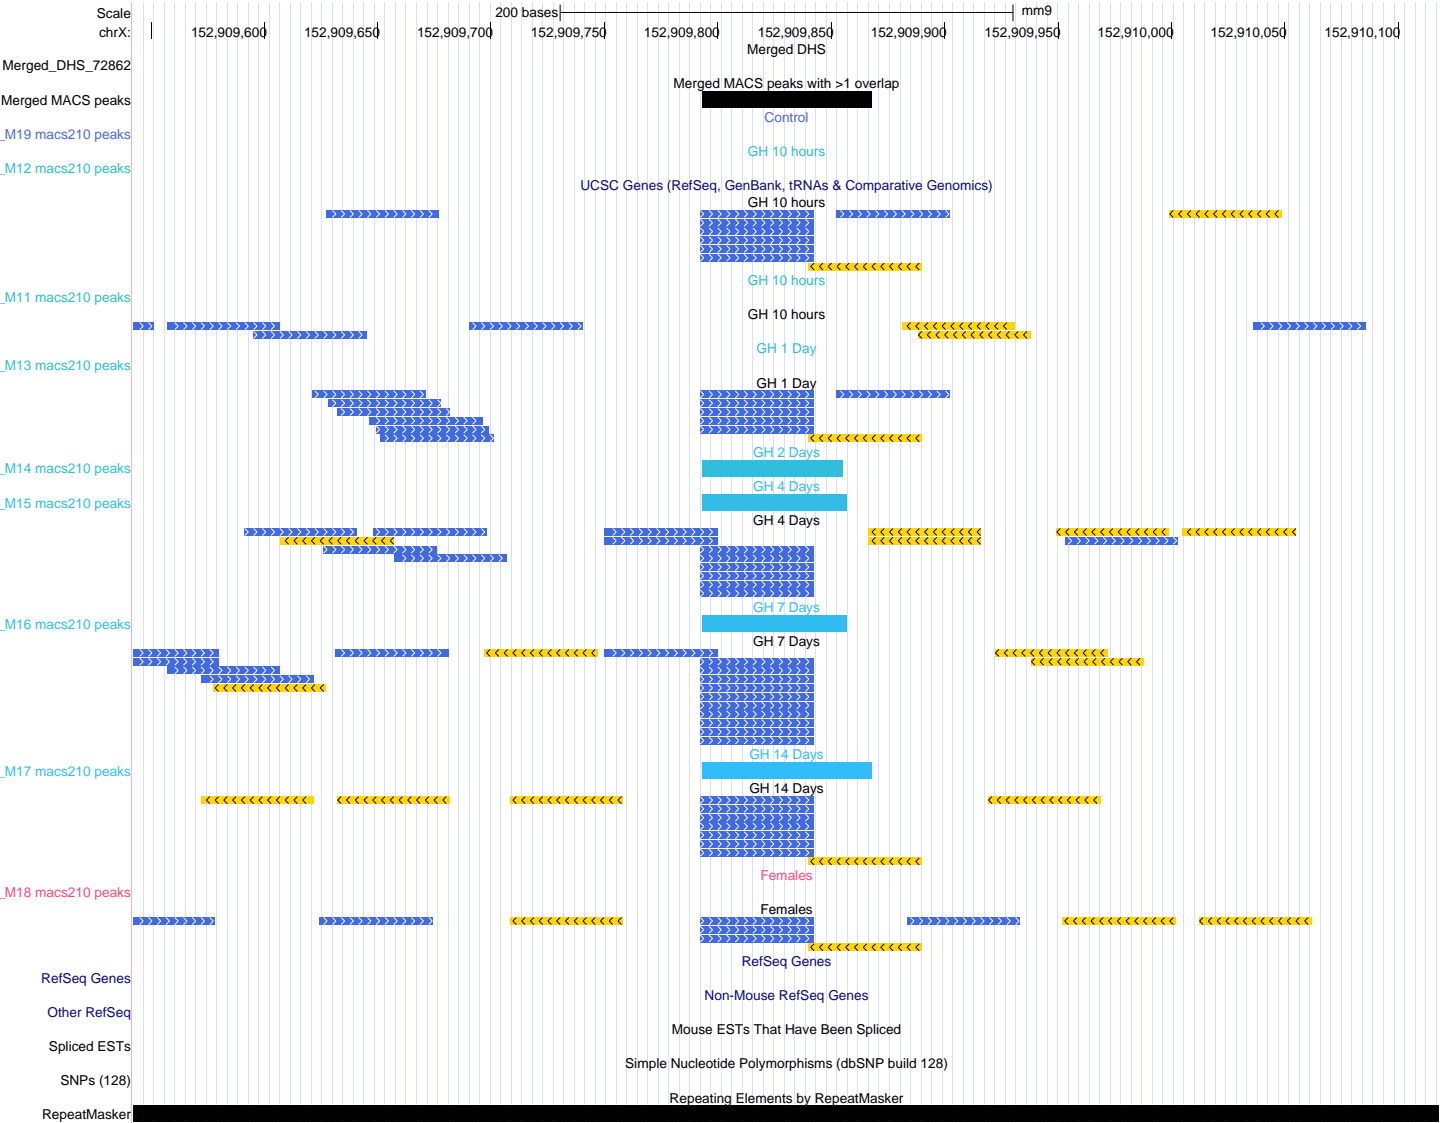 Scale 200 bases mm9
chrX: 152,909,600 152,909,650 152,909,700 152,909,750 152,909,800 152,909,850 152,909,900 152,909,950 152,910,000 152,910,050 152,910,100
Merged DHS
Merged_DHS_72862
Merged MACS peaks with >1 overlap
Merged MACS peaks
Control
_M19 macs210 peaks
GH 10 hours
_M12 macs210 peaks
UCSC Genes (RefSeq, GenBank, tRNAs & Comparative Genomics)
GH 10 hours
GH 10 hours
_M11 macs210 peaks
GH 10 hours
GH 1 Day
_M13 macs210 peaks
GH 1 Day
GH 2 Days
_M14 macs210 peaks
GH 4 Days
_M15 macs210 peaks
GH 4 Days
GH 7 Days
_M16 macs210 peaks
GH 7 Days
GH 14 Days
_M17 macs210 peaks
GH 14 Days
Females
_M18 macs210 peaks
Females
RefSeq Genes
RefSeq Genes
Non-Mouse RefSeq Genes
Other RefSeq
Mouse ESTs That Have Been Spliced
Spliced ESTs
Simple Nucleotide Polymorphisms (dbSNP build 128)
SNPs (128)
Repeating Elements by RepeatMasker
RepeatMasker